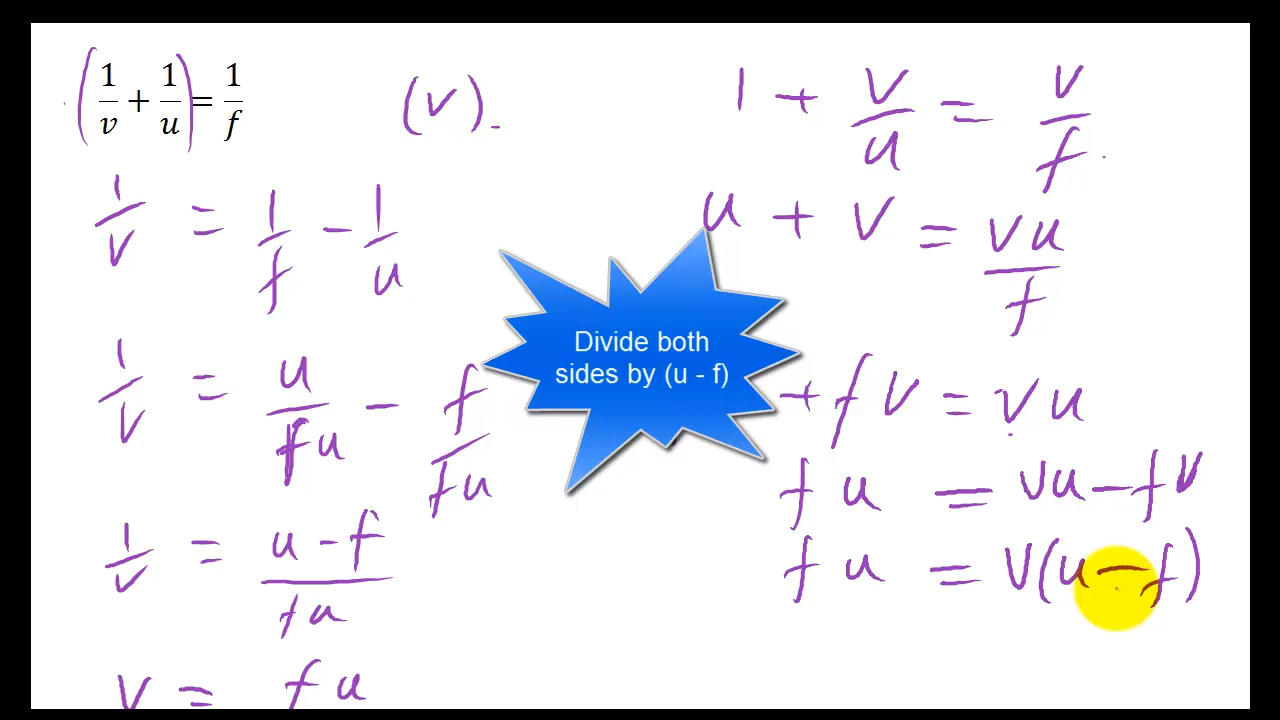 (1/v + 1/u) = 1/f
(v).
1/v = 1/f - 1/u
1/v = u/fu - f/fu
1/v = (u - f)/fu
v = fu
1 + v/u = v/f
u + v = vu/f
+ fv = vu
fu = vu - fv
fu = v(u - f)
Divide both
sides by (u - f)